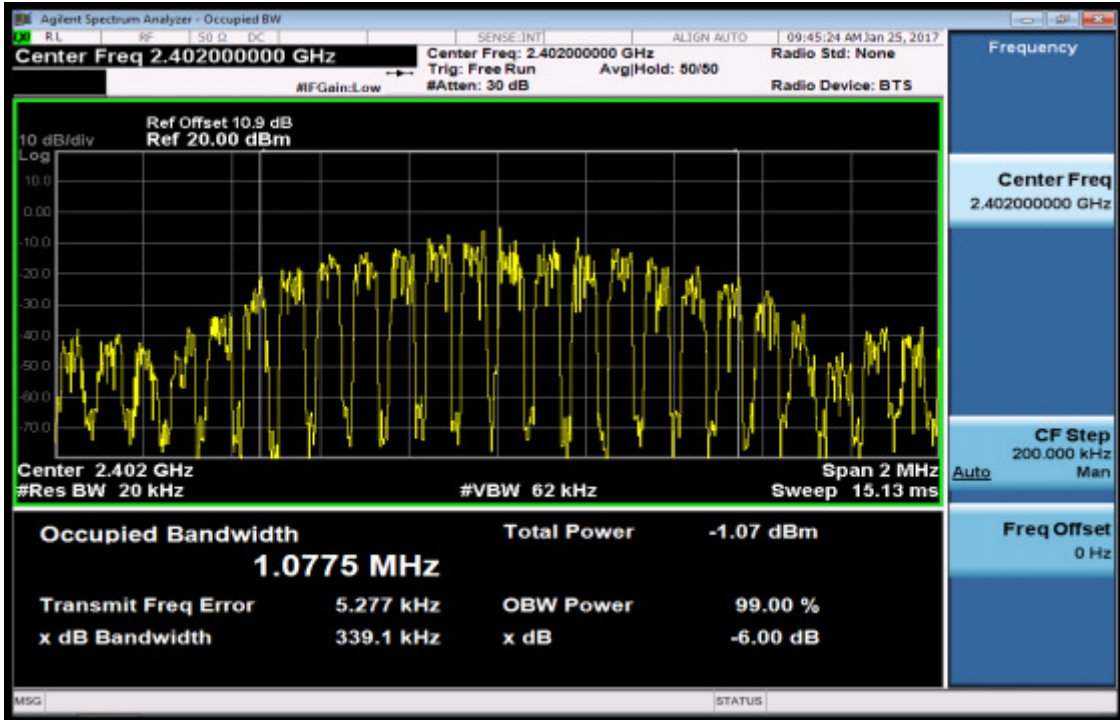 Agilent Spectrum Analyzer - Occupied BW
RL RF 50 Ω DC SENSE:INT ALIGN AUTO 09:45:24 AM Jan 25, 2017
Center Freq 2.402000000 GHz
Center Freq: 2.402000000 GHz
Radio Std: None
Trig: Free Run
Avg|Hold: 50/50
#IFGain:Low
#Atten: 30 dB
Radio Device: BTS
Ref Offset 10.9 dB
10 dB/div
Ref 20.00 dBm
Log
10.0
0.00
-10.0
-20.0
-30.0
-40.0
-50.0
-60.0
-70.0
Center 2.402 GHz
Span 2 MHz
#Res BW 20 kHz
#VBW 62 kHz
Sweep 15.13 ms
Occupied Bandwidth
1.0775 MHz
Total Power -1.07 dBm
Transmit Freq Error 5.277 kHz
OBW Power 99.00 %
x dB Bandwidth 339.1 kHz
x dB -6.00 dB
MSG
STATUS
Frequency
Center Freq
2.402000000 GHz
CF Step
200.000 kHz
Auto Man
Freq Offset
0 Hz